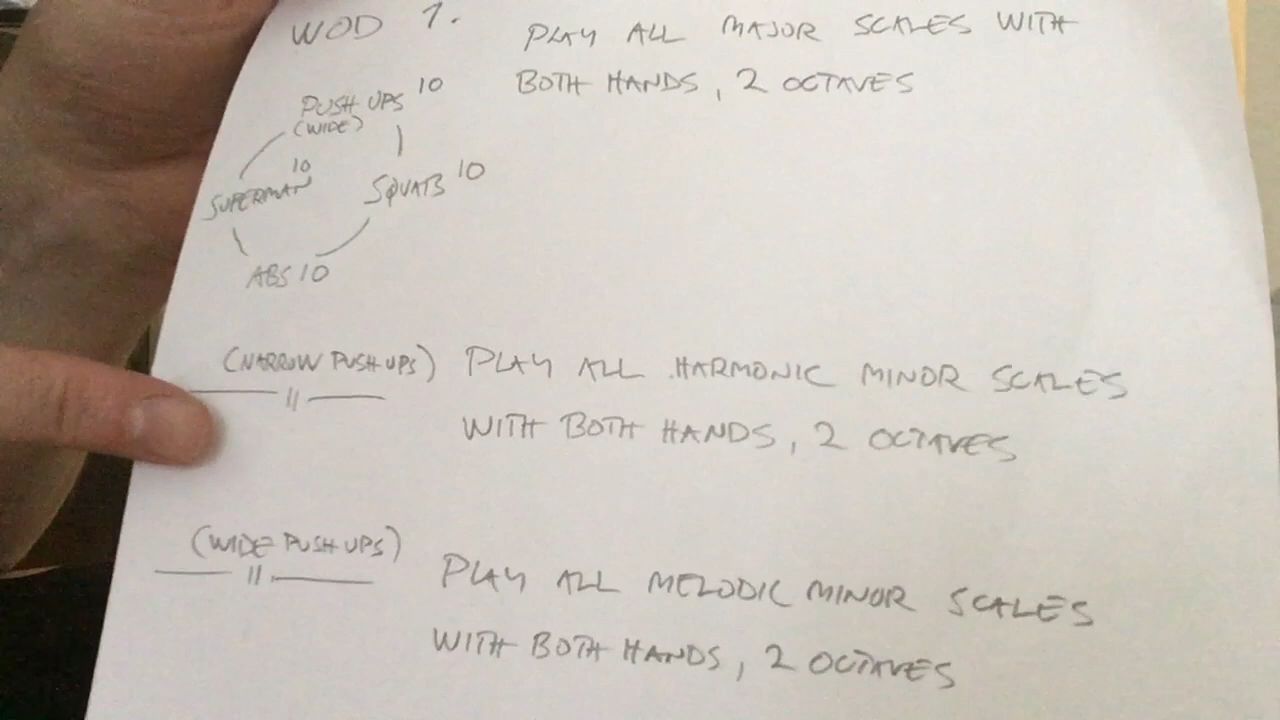 WOD 1.
PLAY ALL MAJOR SCALES WITH
BOTH HANDS, 2 OCTAVES
PUSH UPS 10
(WIDE)
SQUATS 10
ABS 10
SUPERMAN 10
(NARROW PUSH UPS)
—— 11 ——
PLAY ALL HARMONIC MINOR SCALES
WITH BOTH HANDS, 2 OCTAVES
(WIDE PUSH UPS)
—— 11 ——
PLAY ALL MELODIC MINOR SCALES
WITH BOTH HANDS, 2 OCTAVES